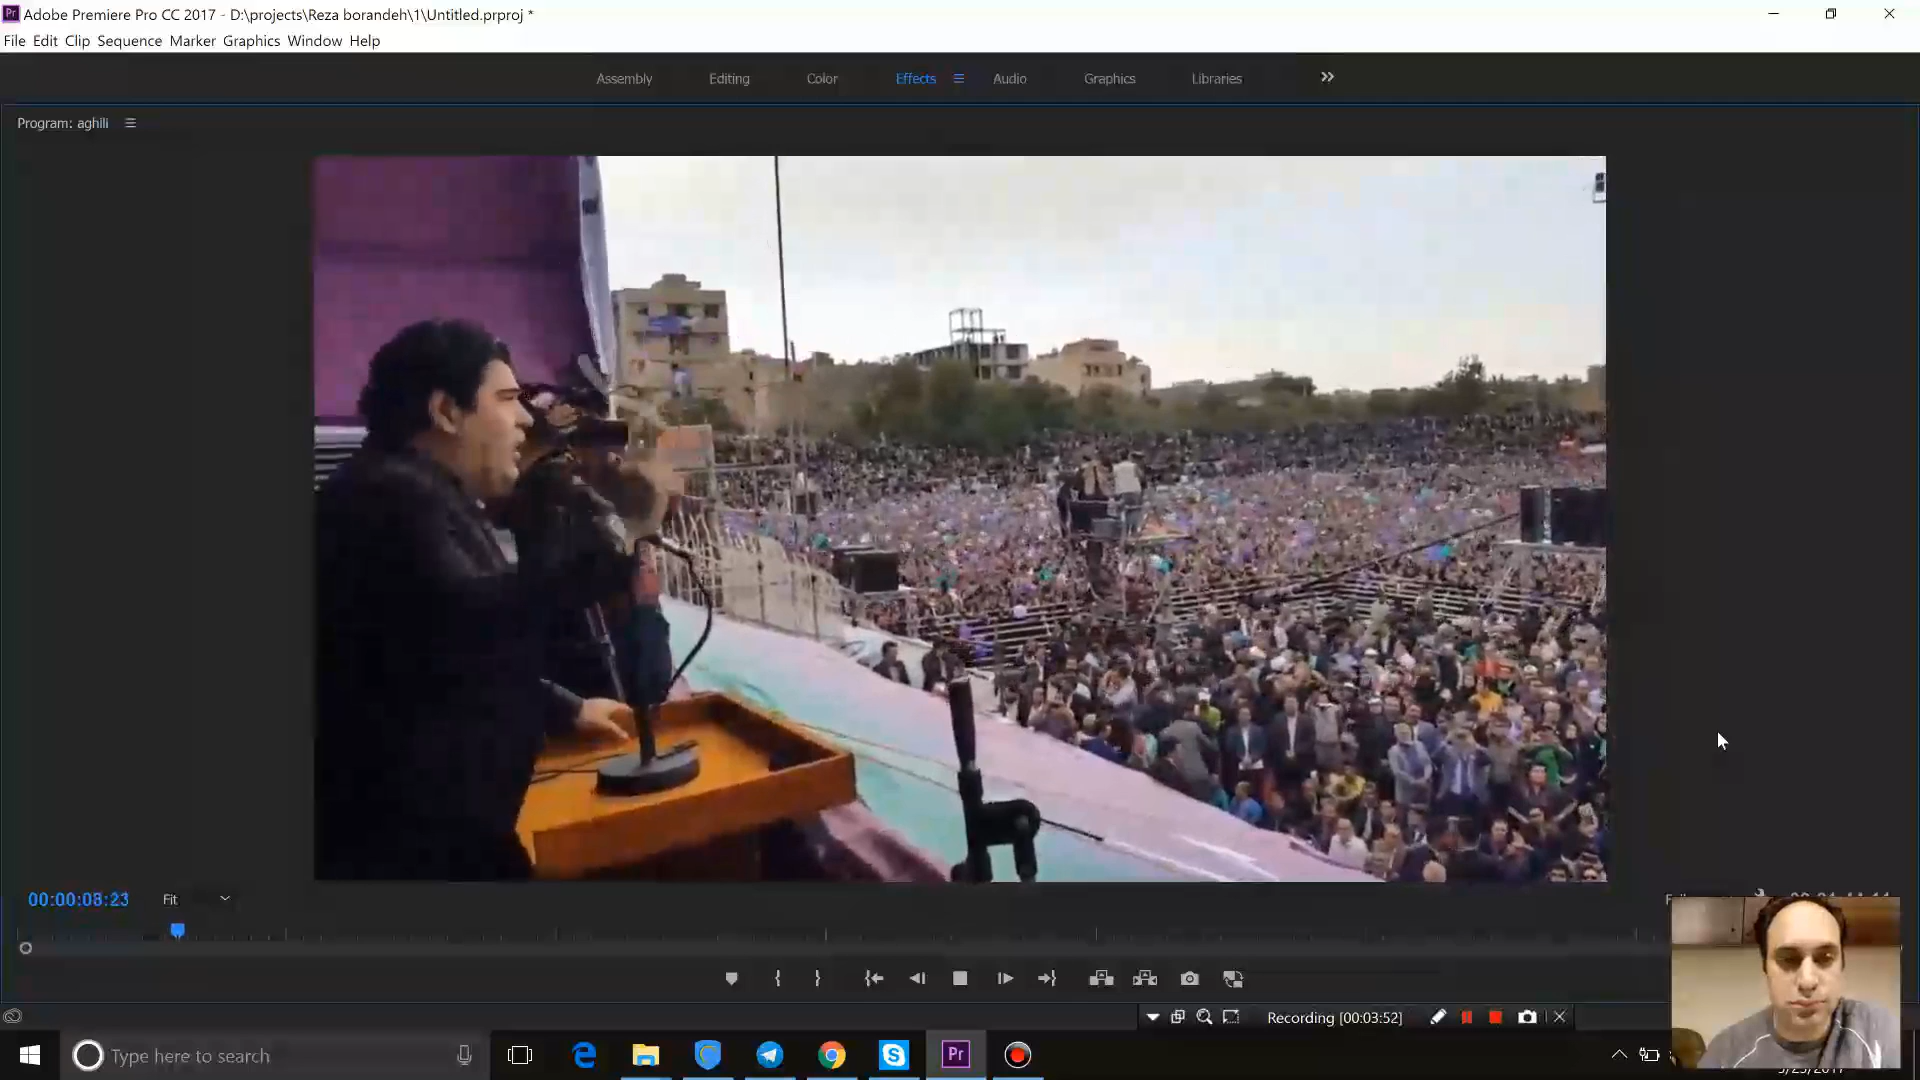 Adobe Premiere Pro CC 2017 - D:\projects\Reza borandeh\1\Untitled.prproj *
File Edit Clip Sequence Marker Graphics Window Help
Assembly Editing Color Effects Audio Graphics Libraries
Program: aghili
00:00:08:23 Fit
Recording [00:03:52]
Type here to search